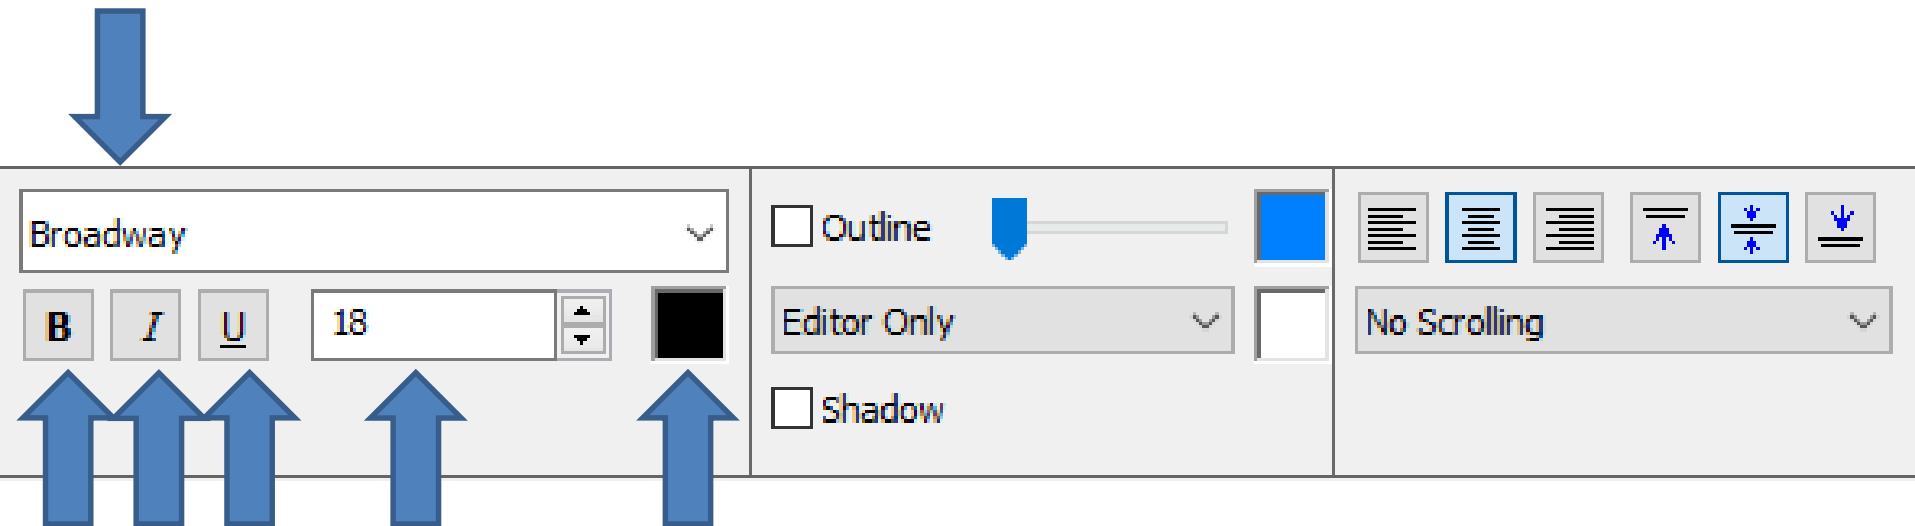 Broadway
B I U 18
Outline
Editor Only
Shadow
No Scrolling